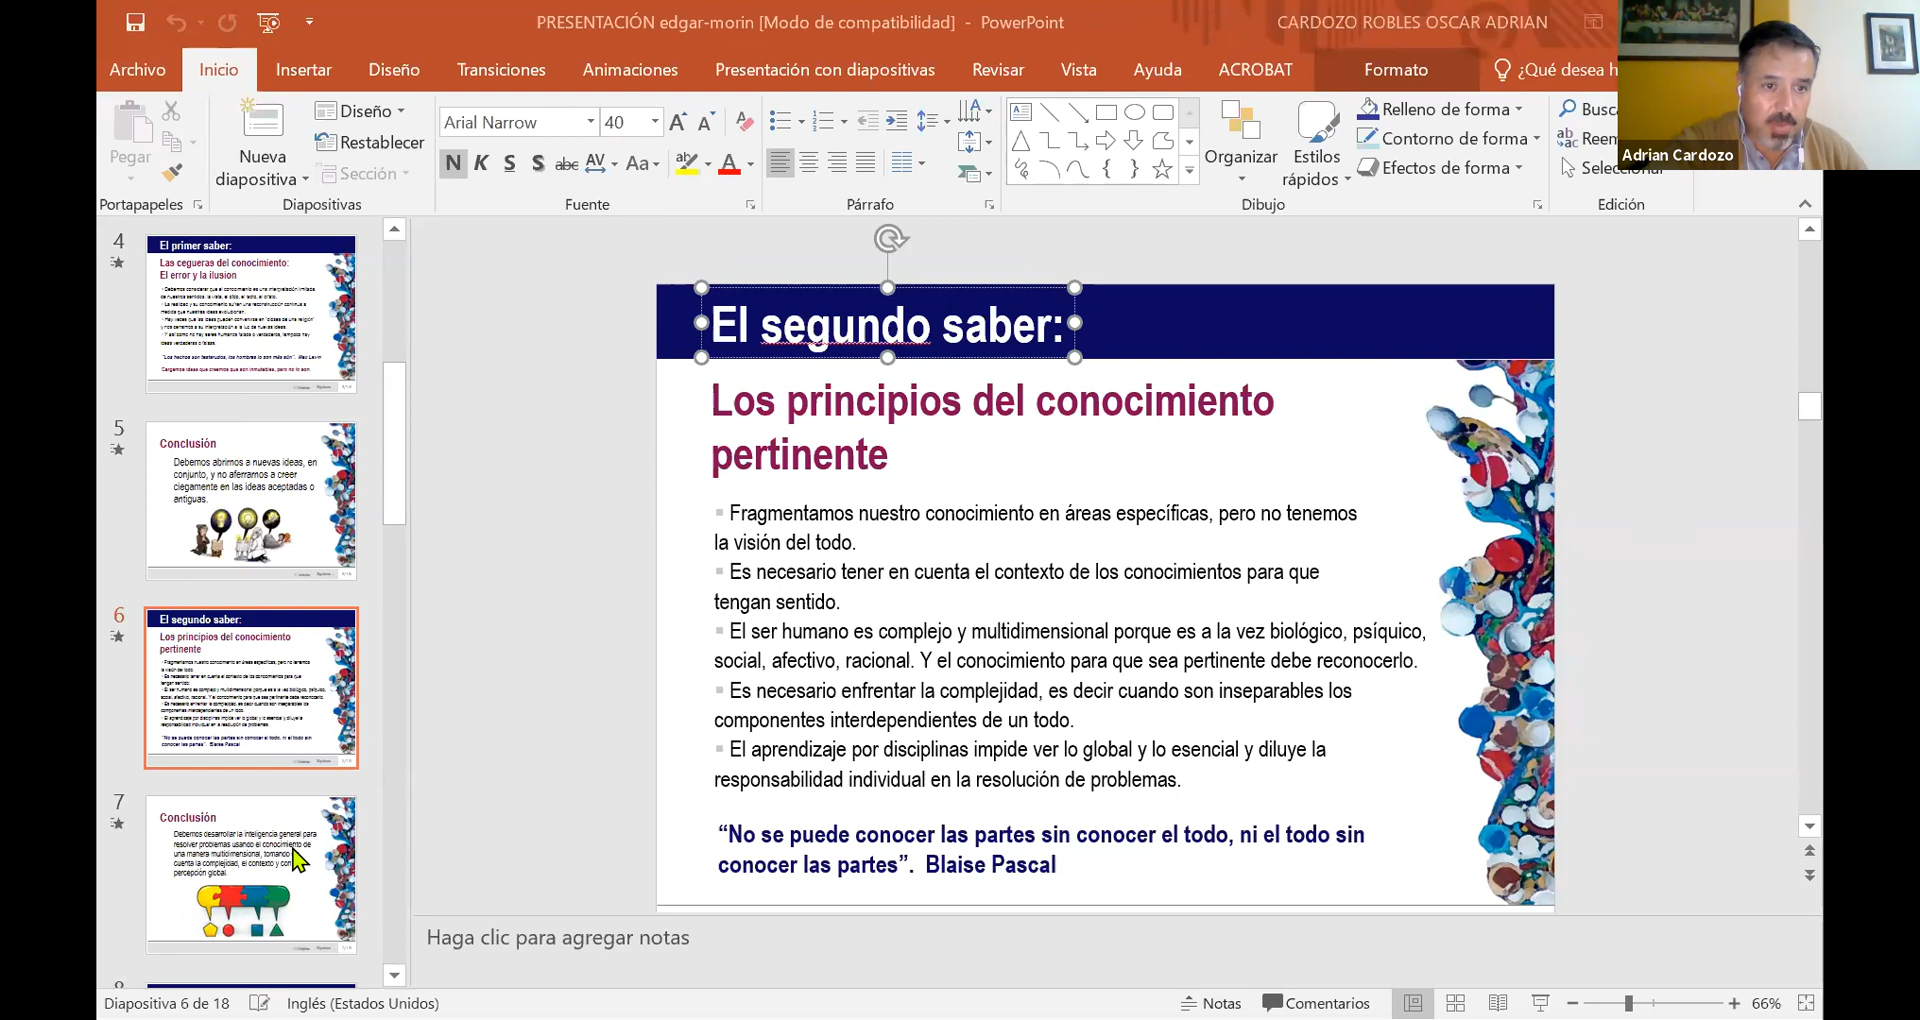 PRESENTACIÓN edgar-morin [Modo de compatibilidad] - PowerPoint
CARDOZO ROBLES OSCAR ADRIAN
Archivo Inicio Insertar Diseño Transiciones Animaciones Presentación con diapositivas Revisar Vista Ayuda ACROBAT Formato ¿Qué desea h
Pegar
Nueva
diapositiva
Diseño
Restablecer
Sección
Arial Narrow 40
N K S S abc AV Aa A
Organizar
Estilos
rápidos
Relleno de forma
Contorno de forma
Efectos de forma
Busca
Reem
Seleccionar
Adrian Cardozo
Portapapeles Diapositivas Fuente Párrafo Dibujo Edición
4
El primer saber:
Las cegueras del conocimiento:
El error y la ilusion
5
Conclusión
Debemos abrirnos a nuevas ideas, en
conjunto, y no aferrarnos a creer
ciegamente en las ideas aceptadas o
antiguas.
6
El segundo saber:
Los principios del conocimiento
pertinente
7
Conclusión
Debemos desarrollar la inteligencia general para
resolver problemas usando el conocimiento de
una manera multidimensional, tomando
cuenta la complejidad, el contexto y con
percepción global.
El segundo saber:
Los principios del conocimiento
pertinente
Fragmentamos nuestro conocimiento en áreas específicas, pero no tenemos
la visión del todo.
Es necesario tener en cuenta el contexto de los conocimientos para que
tengan sentido.
El ser humano es complejo y multidimensional porque es a la vez biológico, psíquico,
social, afectivo, racional. Y el conocimiento para que sea pertinente debe reconocerlo.
Es necesario enfrentar la complejidad, es decir cuando son inseparables los
componentes interdependientes de un todo.
El aprendizaje por disciplinas impide ver lo global y lo esencial y diluye la
responsabilidad individual en la resolución de problemas.
“No se puede conocer las partes sin conocer el todo, ni el todo sin
conocer las partes”. Blaise Pascal
Haga clic para agregar notas
Diapositiva 6 de 18 Inglés (Estados Unidos) Notas Comentarios 66%